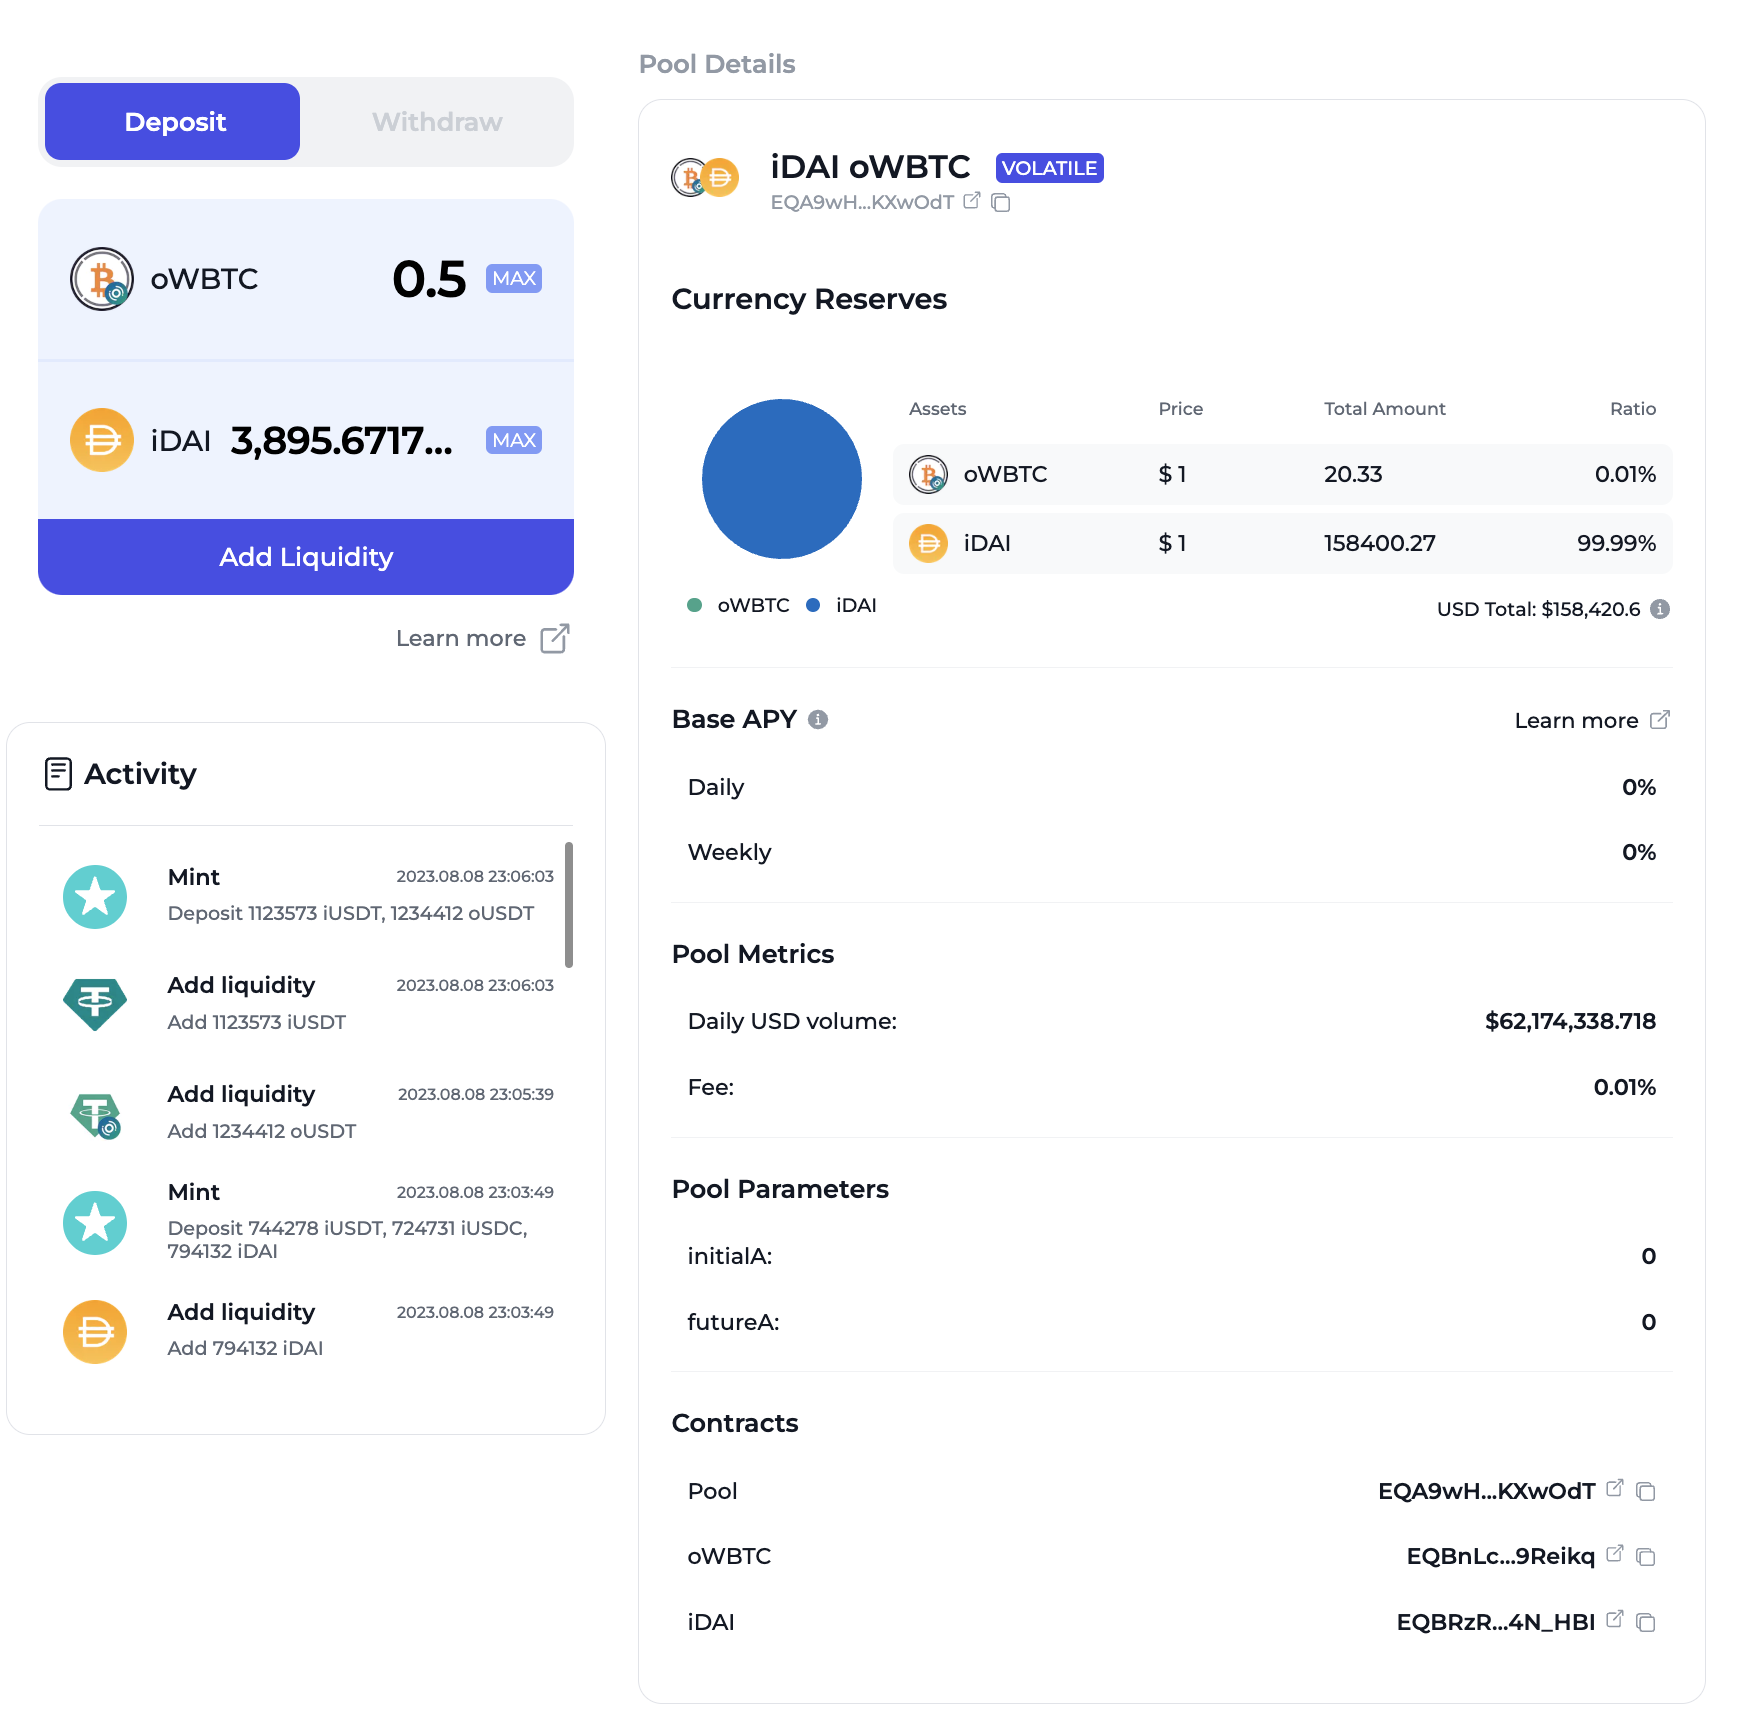 Deposit
Withdraw
oWBTC 0.5 MAX
iDAI 3,895.6717... MAX
Add Liquidity
Learn more
Activity
Mint 2023.08.08 23:06:03
Deposit 1123573 iUSDT, 1234412 oUSDT
Add liquidity 2023.08.08 23:06:03
Add 1123573 iUSDT
Add liquidity 2023.08.08 23:05:39
Add 1234412 oUSDT
Mint 2023.08.08 23:03:49
Deposit 744278 iUSDT, 724731 iUSDC,
794132 iDAI
Add liquidity 2023.08.08 23:03:49
Add 794132 iDAI
Pool Details
iDAI oWBTC VOLATILE
EQA9wH...KXwOdT
Currency Reserves
Assets Price Total Amount Ratio
oWBTC $ 1 20.33 0.01%
iDAI $ 1 158400.27 99.99%
oWBTC iDAI
USD Total: $158,420.6
Base APY Learn more
Daily 0%
Weekly 0%
Pool Metrics
Daily USD volume: $62,174,338.718
Fee: 0.01%
Pool Parameters
initialA: 0
futureA: 0
Contracts
Pool EQA9wH...KXwOdT
oWBTC EQBnLc...9Reikq
iDAI EQBRzR...4N_HBI